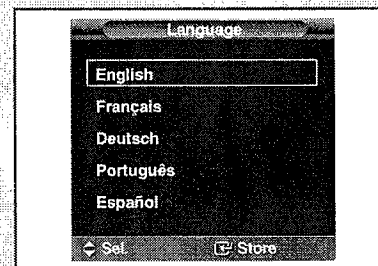 Language
English
Français
Deutsch
Português
Español
Sel. Store